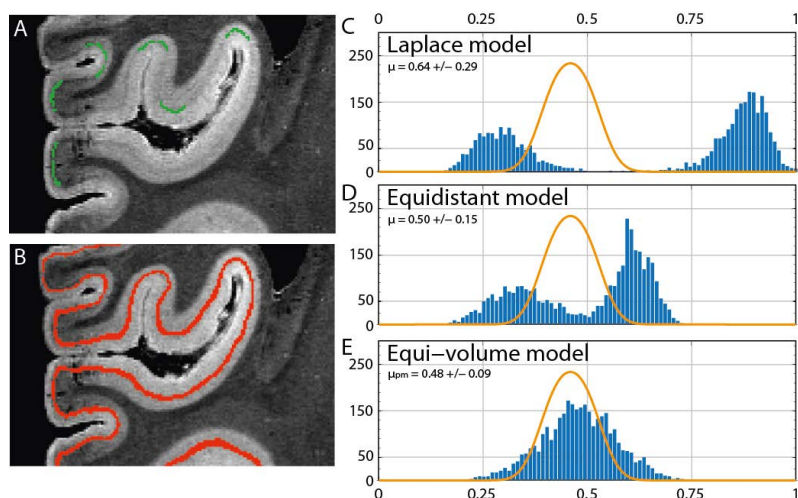 A
B
0 0.25 0.5 0.75 1
C
Laplace model
μ = 0.64 +/- 0.29
250
150
50
0
D
Equidistant model
μ = 0.50 +/- 0.15
250
150
50
0
E
Equi-volume model
μpm = 0.48 +/- 0.09
250
150
50
0
0 0.25 0.5 0.75 1